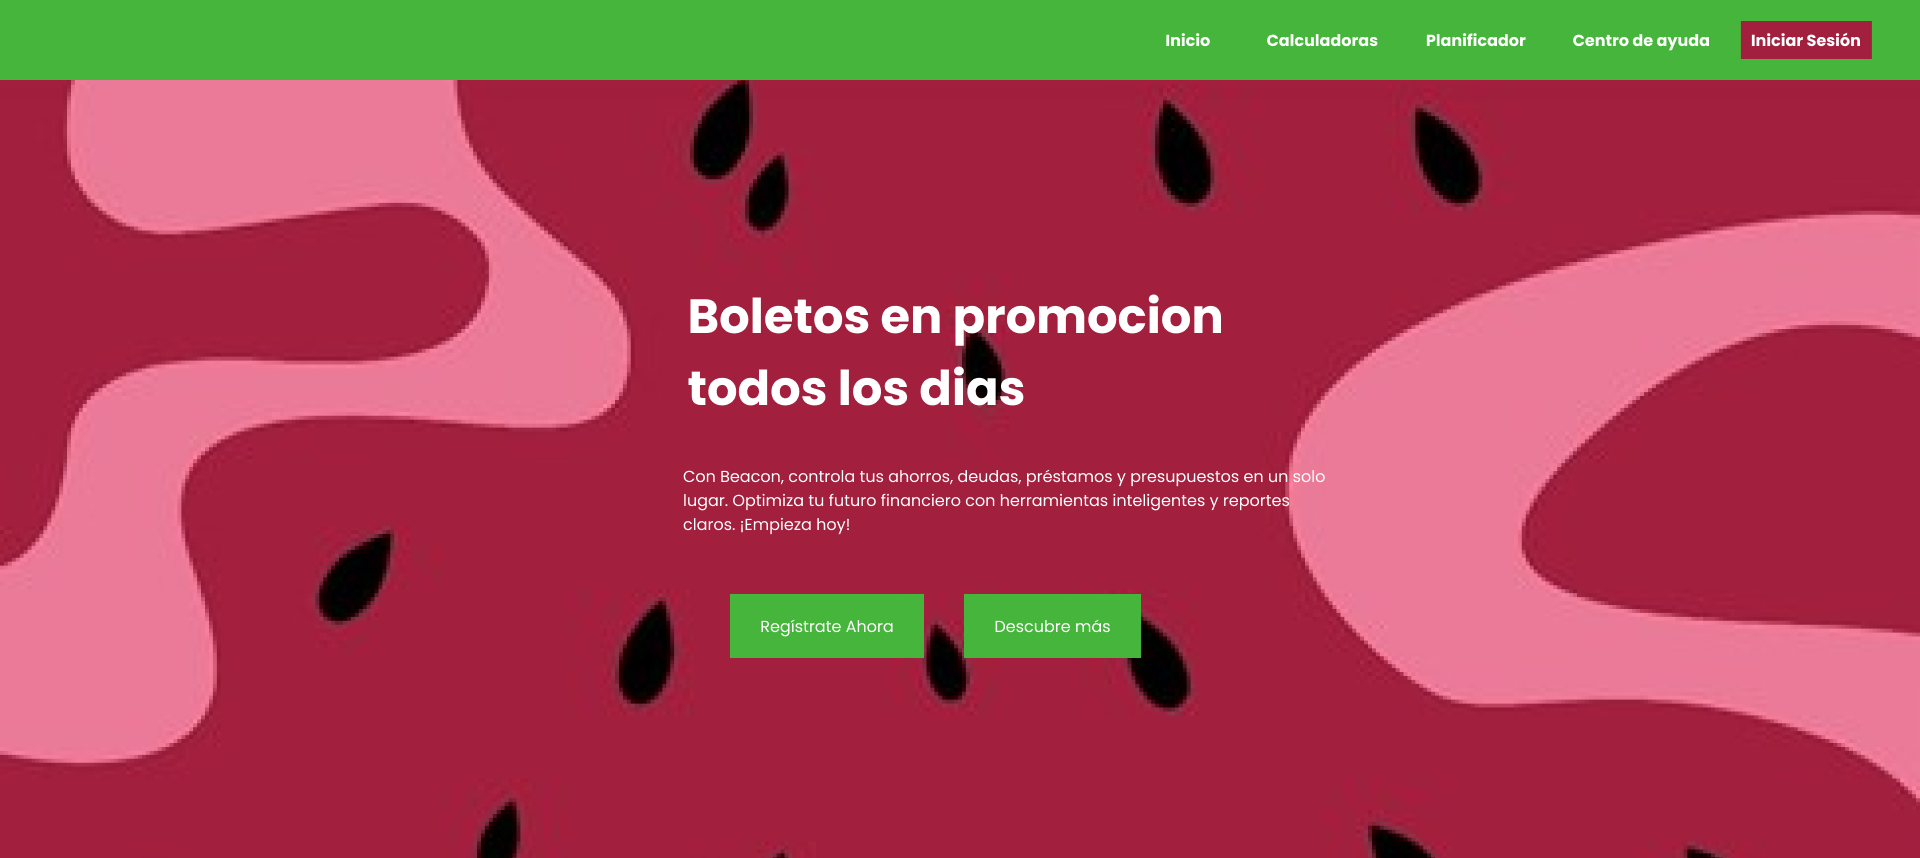 Inicio Calculadoras Planificador Centro de ayuda Iniciar Sesión
Boletos en promocion
todos los dias
Con Beacon, controla tus ahorros, deudas, préstamos y presupuestos en un solo
lugar. Optimiza tu futuro financiero con herramientas inteligentes y reportes
claros. ¡Empieza hoy!
Regístrate Ahora Descubre más